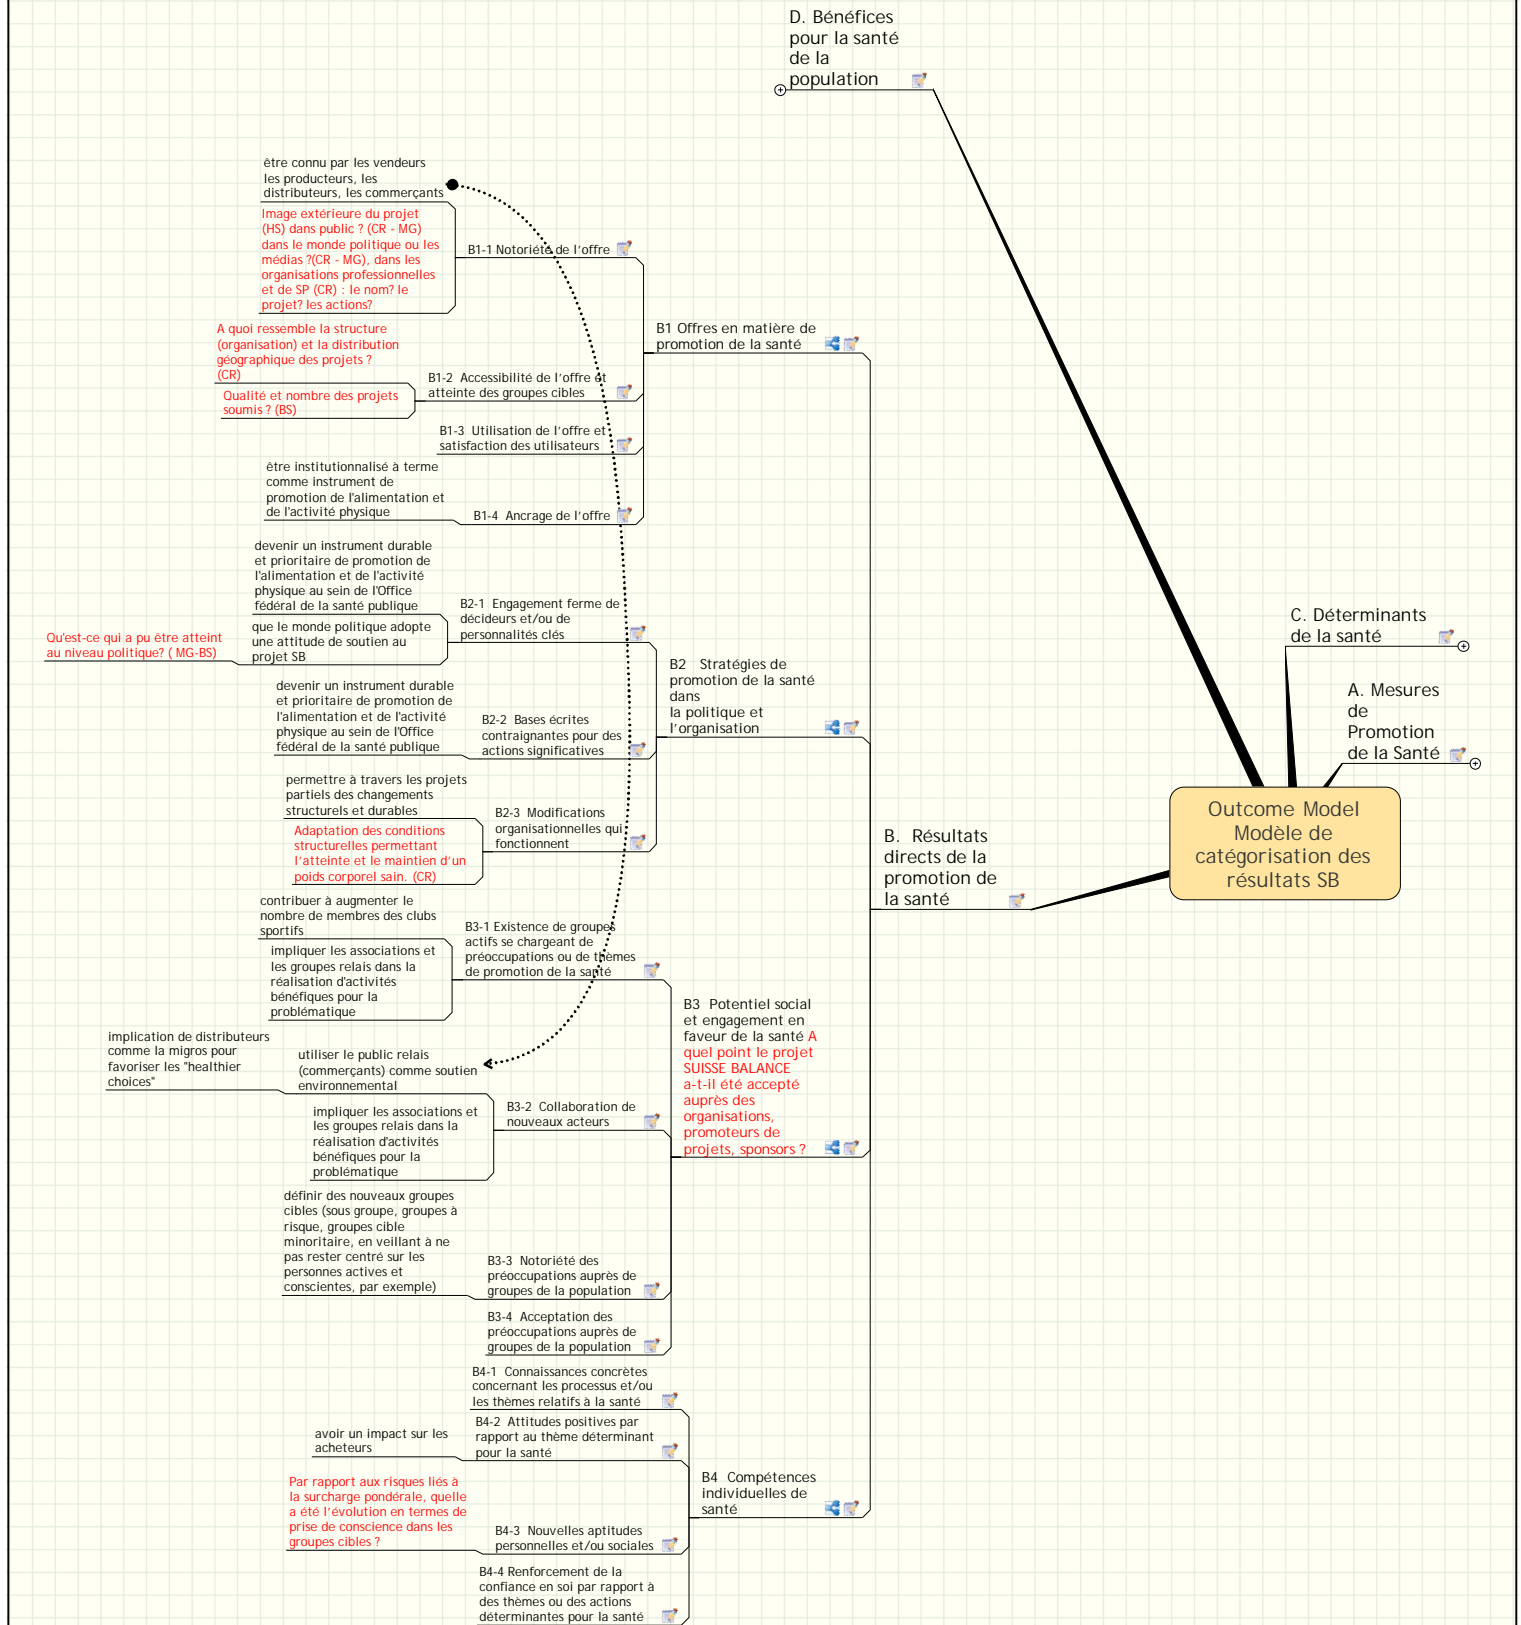 D. Bénéfices
pour la santé
de la
population
être connu par les vendeurs
les producteurs, les
distributeurs, les commerçants
Image extérieure du projet
(HS) dans public ? (CR - MG)
dans le monde politique ou les
médias ?(CR - MG), dans les
organisations professionnelles
et de SP (CR) : le nom? le
projet? les actions?
B1-1 Notoriété de l’offre
A quoi ressemble la structure
(organisation) et la distribution
géographique des projets ?
(CR)
Qualité et nombre des projets
soumis ? (BS)
B1-2 Accessibilité de l’offre et
atteinte des groupes cibles
B1-3 Utilisation de l’offre et
satisfaction des utilisateurs
être institutionnalisé à terme
comme instrument de
promotion de l'alimentation et
de l'activité physique
B1-4 Ancrage de l’offre
B1 Offres en matière de
promotion de la santé
devenir un instrument durable
et prioritaire de promotion de
l'alimentation et de l'activité
physique au sein de l'Office
fédéral de la santé publique
Qu'est-ce qui a pu être atteint
au niveau politique? ( MG-BS)
que le monde politique adopte
une attitude de soutien au
projet SB
B2-1 Engagement ferme de
décideurs et/ou de
personnalités clés
devenir un instrument durable
et prioritaire de promotion de
l'alimentation et de l'activité
physique au sein de l'Office
fédéral de la santé publique
B2-2 Bases écrites
contraignantes pour des
actions significatives
permettre à travers les projets
partiels des changements
structurels et durables
Adaptation des conditions
structurelles permettant
l’atteinte et le maintien d’un
poids corporel sain. (CR)
B2-3 Modifications
organisationnelles qui
fonctionnent
B2 Stratégies de
promotion de la santé
dans
la politique et
l’organisation
contribuer à augmenter le
nombre de membres des clubs
sportifs
impliquer les associations et
les groupes relais dans la
réalisation d'activités
bénéfiques pour la
problématique
B3-1 Existence de groupes
actifs se chargeant de
préoccupations ou de thèmes
de promotion de la santé
implication de distributeurs
comme la migros pour
favoriser les "healthier
choices"
utiliser le public relais
(commerçants) comme soutien
environnemental
impliquer les associations et
les groupes relais dans la
réalisation d'activités
bénéfiques pour la
problématique
B3-2 Collaboration de
nouveaux acteurs
définir des nouveaux groupes
cibles (sous groupe, groupes à
risque, groupes cible
minoritaire, en veillant à ne
pas rester centré sur les
personnes actives et
conscientes, par exemple)
B3-3 Notoriété des
préoccupations auprès de
groupes de la population
B3-4 Acceptation des
préoccupations auprès de
groupes de la population
B3 Potentiel social
et engagement en
faveur de la santé A
quel point le projet
SUISSE BALANCE
a-t-il été accepté
auprès des
organisations,
promoteurs de
projets, sponsors ?
B4-1 Connaissances concrètes
concernant les processus et/ou
les thèmes relatifs à la santé
avoir un impact sur les
acheteurs
B4-2 Attitudes positives par
rapport au thème déterminant
pour la santé
Par rapport aux risques liés à
la surcharge pondérale, quelle
a été l’évolution en termes de
prise de conscience dans les
groupes cibles ?
B4-3 Nouvelles aptitudes
personnelles et/ou sociales
B4-4 Renforcement de la
confiance en soi par rapport à
des thèmes ou des actions
déterminantes pour la santé
B4 Compétences
individuelles de
santé
B. Résultats
directs de la
promotion de
la santé
C. Déterminants
de la santé
A. Mesures
de
Promotion
de la Santé
Outcome Model
Modèle de
catégorisation des
résultats SB